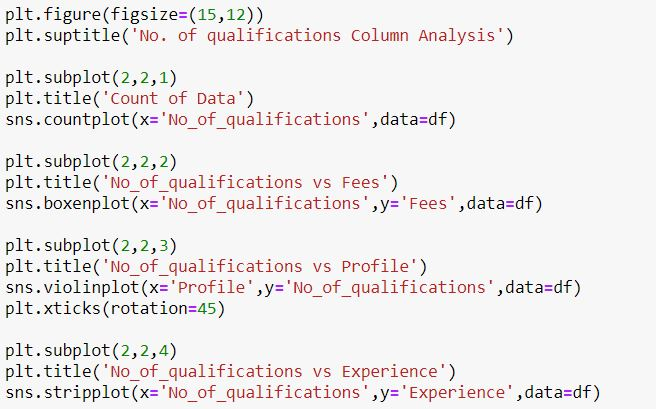 plt.figure(figsize=(15,12))
plt.suptitle('No. of qualifications Column Analysis')
plt.subplot(2,2,1)
plt.title('Count of Data')
sns.countplot(x='No_of_qualifications',data=df)
plt.subplot(2,2,2)
plt.title('No_of_qualifications vs Fees')
sns.boxenplot(x='No_of_qualifications',y='Fees',data=df)
plt.subplot(2,2,3)
plt.title('No_of_qualifications vs Profile')
sns.violinplot(x='Profile',y='No_of_qualifications',data=df)
plt.xticks(rotation=45)
plt.subplot(2,2,4)
plt.title('No_of_qualifications vs Experience')
sns.stripplot(x='No_of_qualifications',y='Experience',data=df)